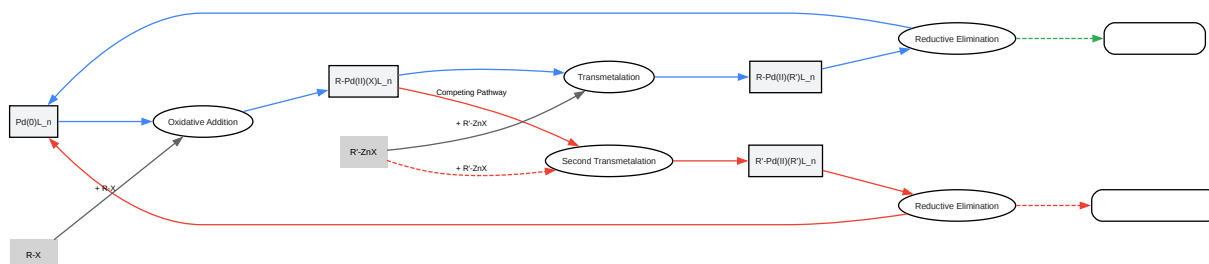 Reductive Elimination
R-Pd(II)(X)L_n
Transmetalation
R-Pd(II)(R')L_n
Competing Pathway
Pd(0)L_n
Oxidative Addition
+ R'-ZnX
R'-ZnX
Second Transmetalation
R'-Pd(II)(R')L_n
+ R'-ZnX
+ R-X
Reductive Elimination
R-X